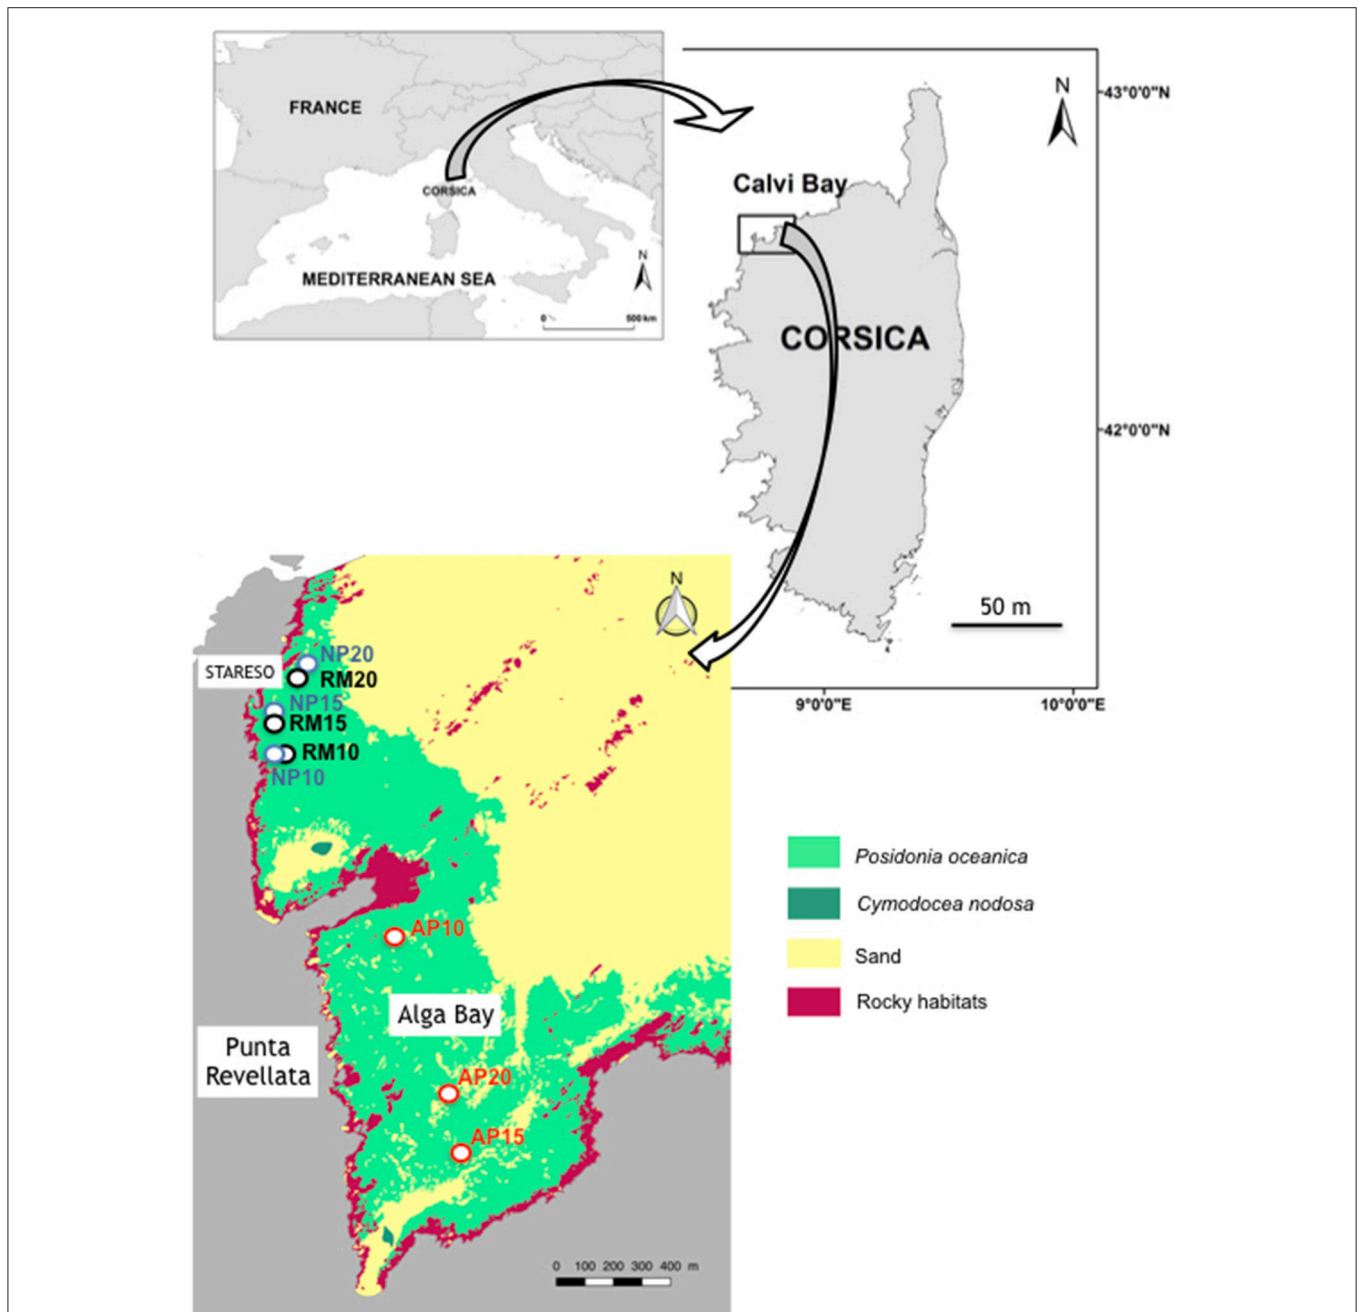 FRANCE
CORSICA
MEDITERRANEAN SEA
N
0
500 km
N
43°0'0"N
Calvi Bay
CORSICA
42°0'0"N
50 m
9°0'0"E
10°0'0"E
N
NP20
STARESO
RM20
NP15
RM15
RM10
NP10
AP10
Alga Bay
Punta
Revellata
AP20
AP15
0 100 200 300 400 m
Posidonia oceanica
Cymodocea nodosa
Sand
Rocky habitats